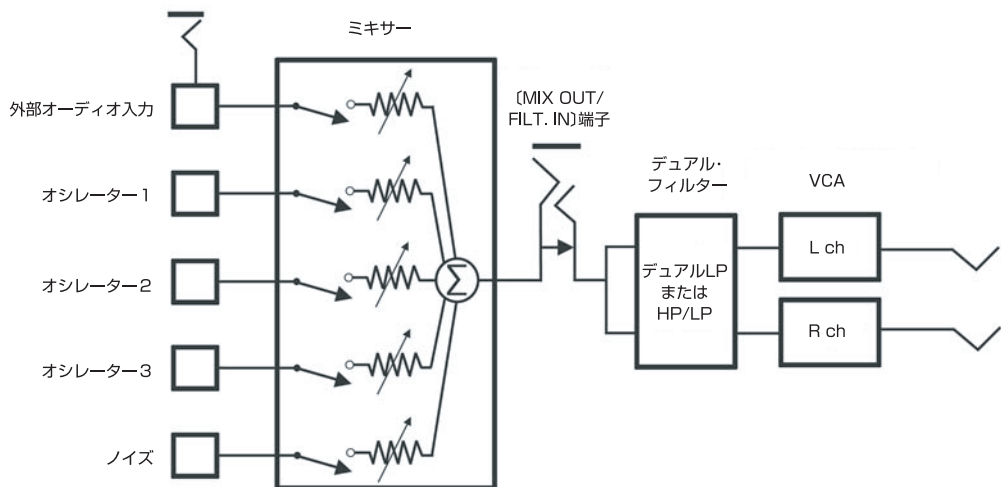 ミキサー
外部オーディオ入力
オシレーター1
オシレーター2
オシレーター3
ノイズ
Σ
〔MIX OUT/
FILT. IN〕端子
デュアル・
フィルター
デュアルLP
または
HP/LP
VCA
L ch
R ch